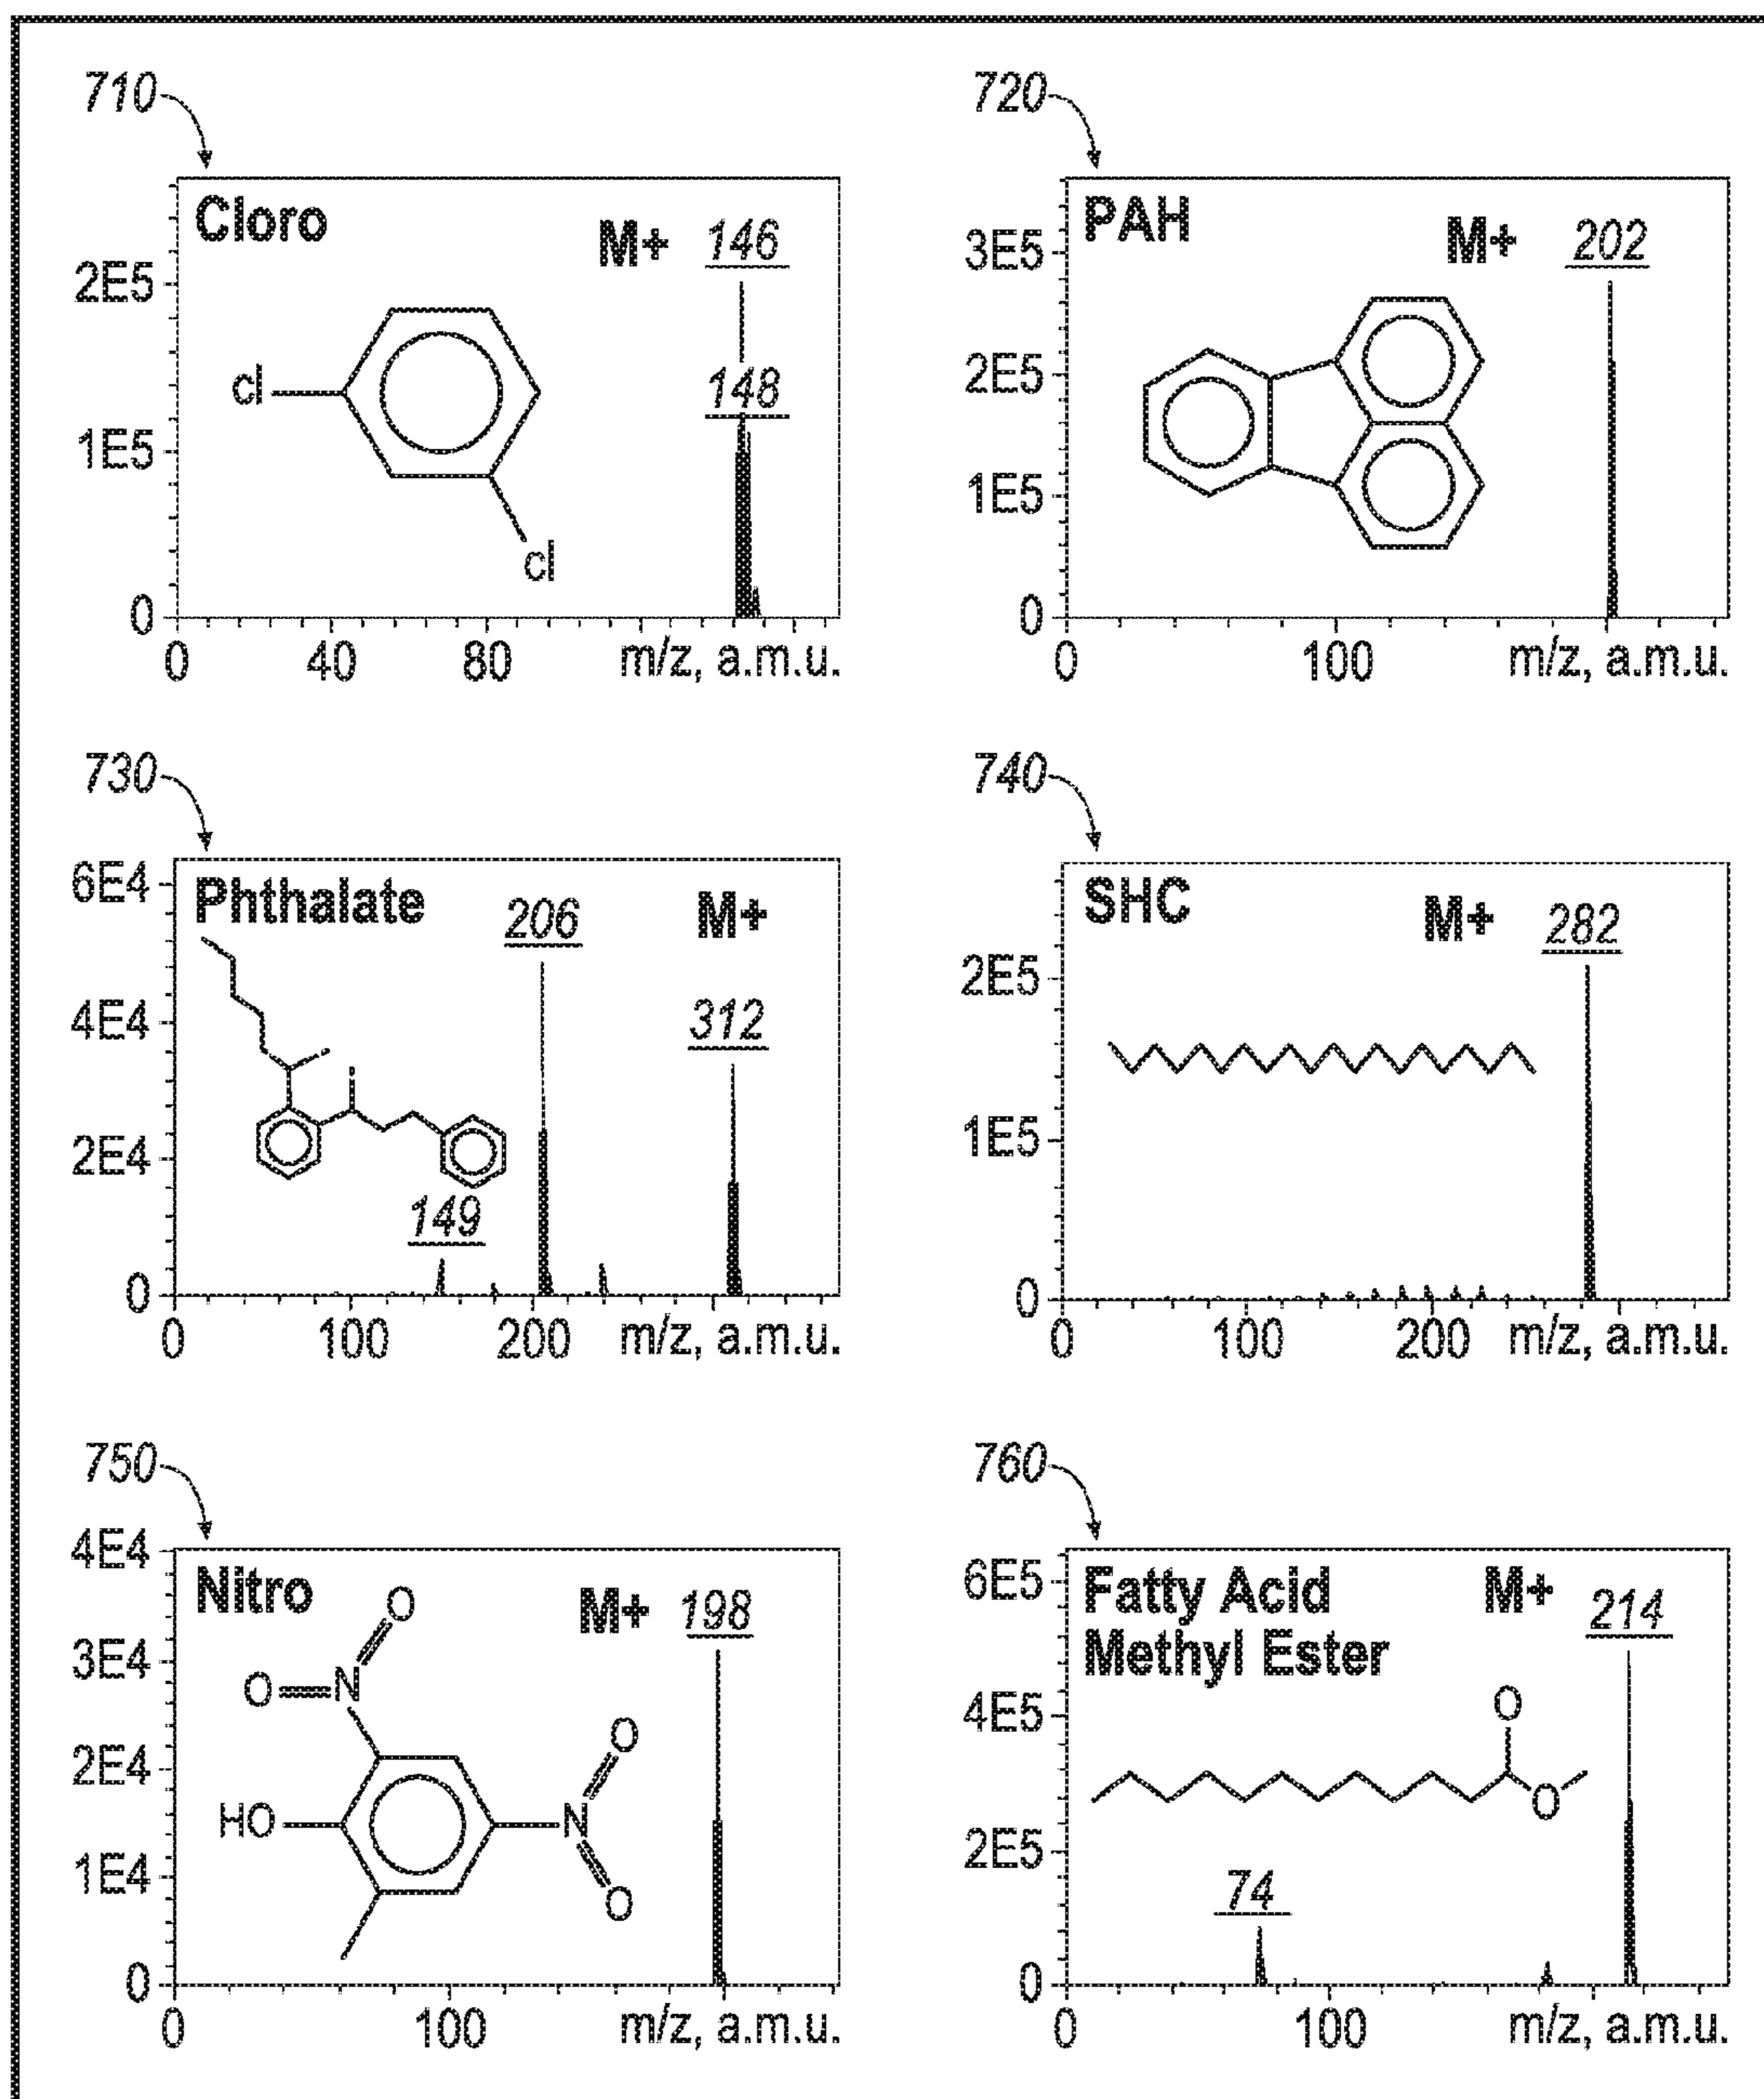 710
720
Cloro
M+ 146
148
2E5
1E5
0
cl
cl
0 40 80 m/z, a.m.u.
PAH
M+ 202
3E5
2E5
1E5
0
0 100 m/z, a.m.u.
730
740
Phthalate
206
M+
312
149
6E4
4E4
2E4
0
0 100 200 m/z, a.m.u.
SHC
M+ 282
2E5
1E5
0
0 100 200 m/z, a.m.u.
750
760
Nitro
M+ 198
4E4
3E4
2E4
1E4
0
O
O=N
O
HO
N
O
0 100 m/z, a.m.u.
Fatty Acid
Methyl Ester
M+
214
6E5
4E5
2E5
0
O
O
74
0 100 m/z, a.m.u.